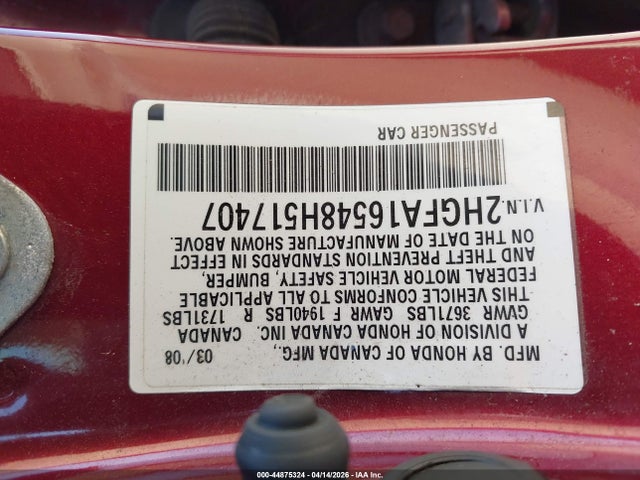 MFD. BY HONDA OF CANADA MFG., 03/'08
A DIVISION OF HONDA CANADA INC. CANADA
GVWR 3671LBS GAWR F 1940LBS R 1731LBS
THIS VEHICLE CONFORMS TO ALL APPLICABLE
FEDERAL MOTOR VEHICLE SAFETY, BUMPER,
AND THEFT PREVENTION STANDARDS IN EFFECT
ON THE DATE OF MANUFACTURE SHOWN ABOVE.
V.I.N. 2HGFA16548H517407
PASSENGER CAR
000-44875324 | 04/14/2026 | IAA Inc.